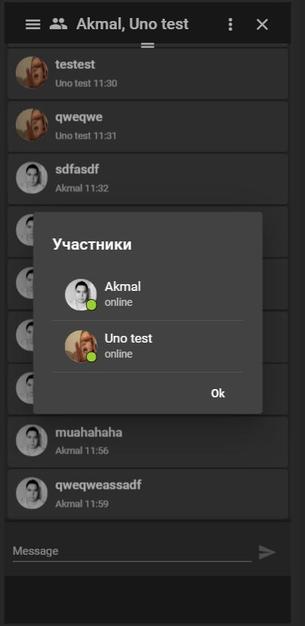 Akmal, Uno test
testest
Uno test 11:30
qweqwe
Uno test 11:31
sdfasdf
Akmal 11:32
Участники
Akmal
online
Uno test
online
Ok
muahahaha
Akmal 11:56
qweqweassadf
Akmal 11:59
Message